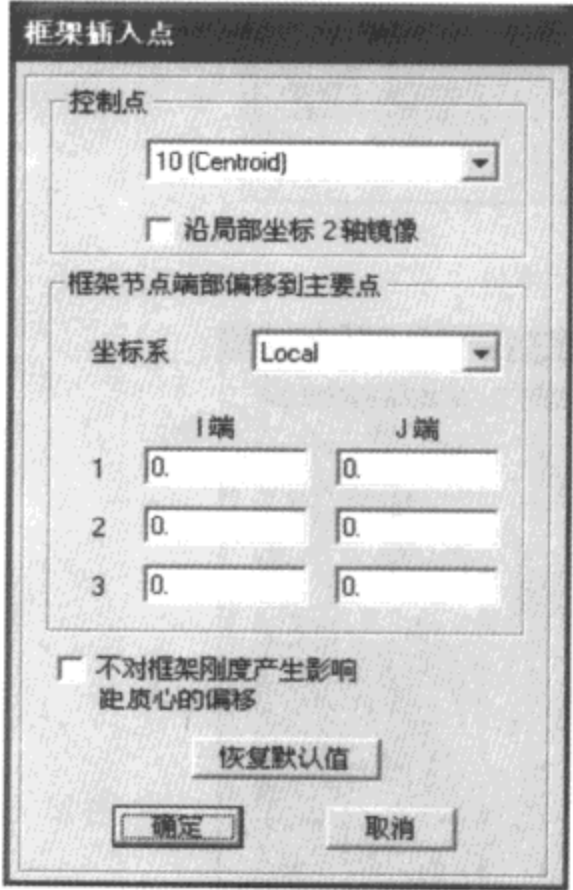 框架插入点
控制点
10 (Centroid)
沿局部坐标 2 轴镜像
框架节点端部偏移到主要点
坐标系 Local
I 端 J 端
1 0. 0.
2 0. 0.
3 0. 0.
不对框架刚度产生影响
距质心的偏移
恢复默认值
确定 取消